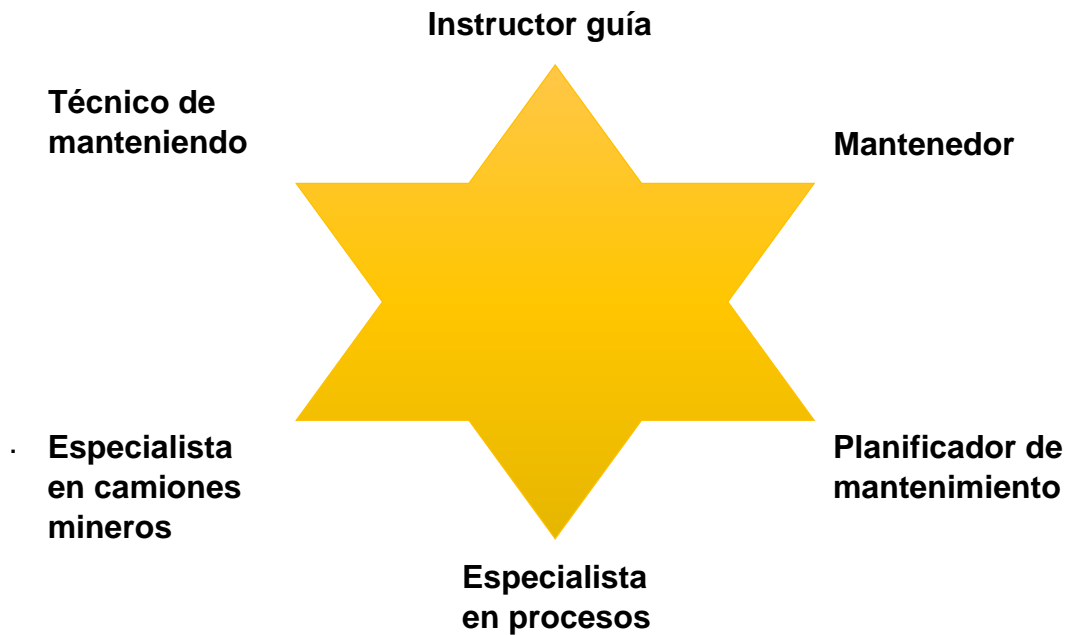 Instructor guía
Técnico de
manteniendo
Mantenedor
. Especialista
en camiones
mineros
Planificador de
mantenimiento
Especialista
en procesos